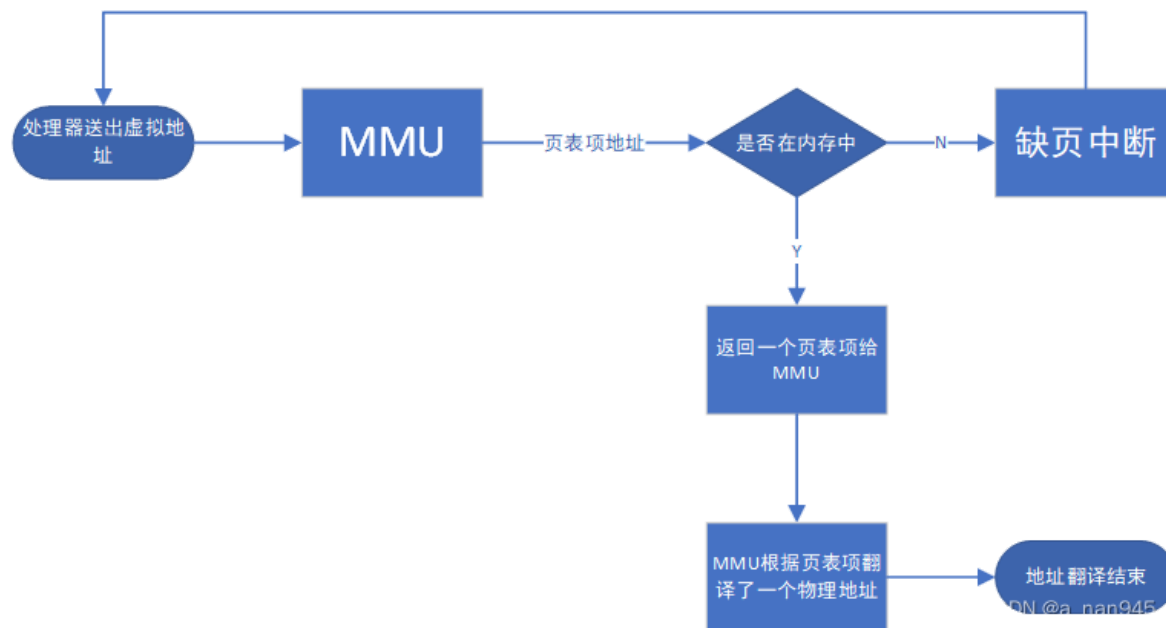 处理器送出虚拟地
址
MMU
页表项地址
是否在内存中
N
缺页中断
Y
返回一个页表项给
MMU
MMU根据页表项翻
译了一个物理地址
地址翻译结束
DN @a_nan945